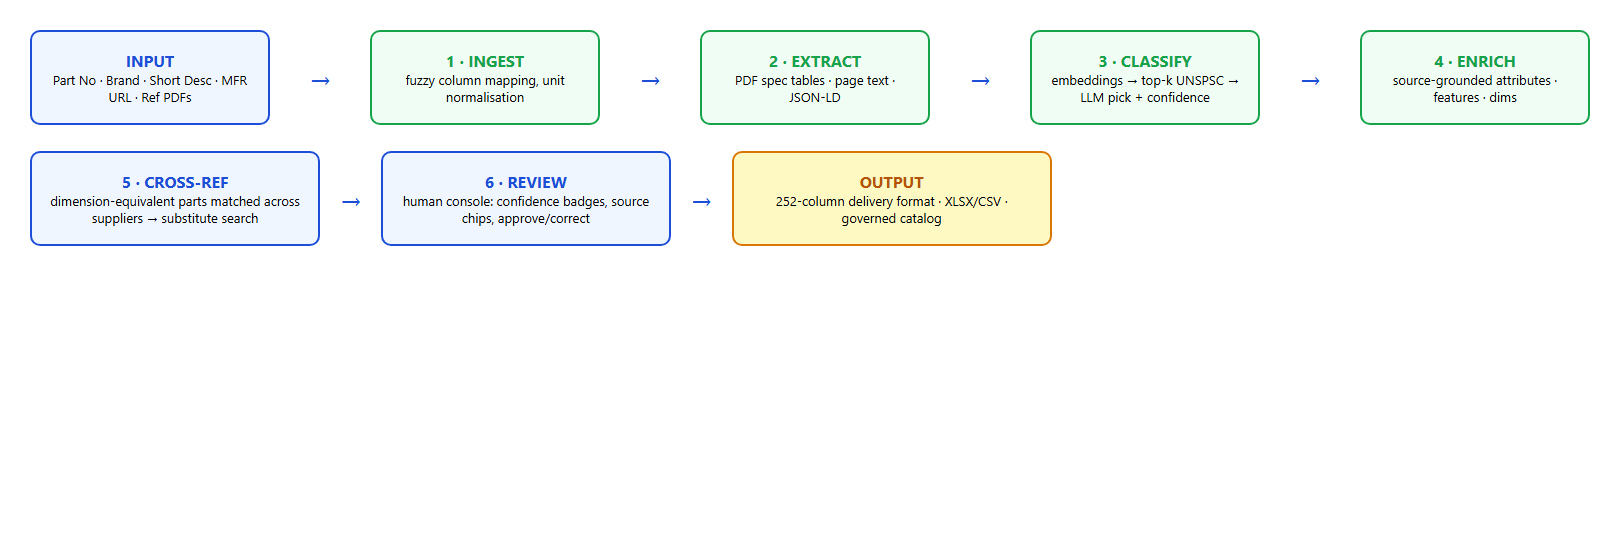 INPUT
Part No · Brand · Short Desc · MFR
URL · Ref PDFs
→
1 · INGEST
fuzzy column mapping, unit
normalisation
→
2 · EXTRACT
PDF spec tables · page text ·
JSON-LD
→
3 · CLASSIFY
embeddings → top-k UNSPSC →
LLM pick + confidence
→
4 · ENRICH
source-grounded attributes ·
features · dims
5 · CROSS-REF
dimension-equivalent parts matched across
suppliers → substitute search
→
6 · REVIEW
human console: confidence badges, source
chips, approve/correct
→
OUTPUT
252-column delivery format · XLSX/CSV ·
governed catalog